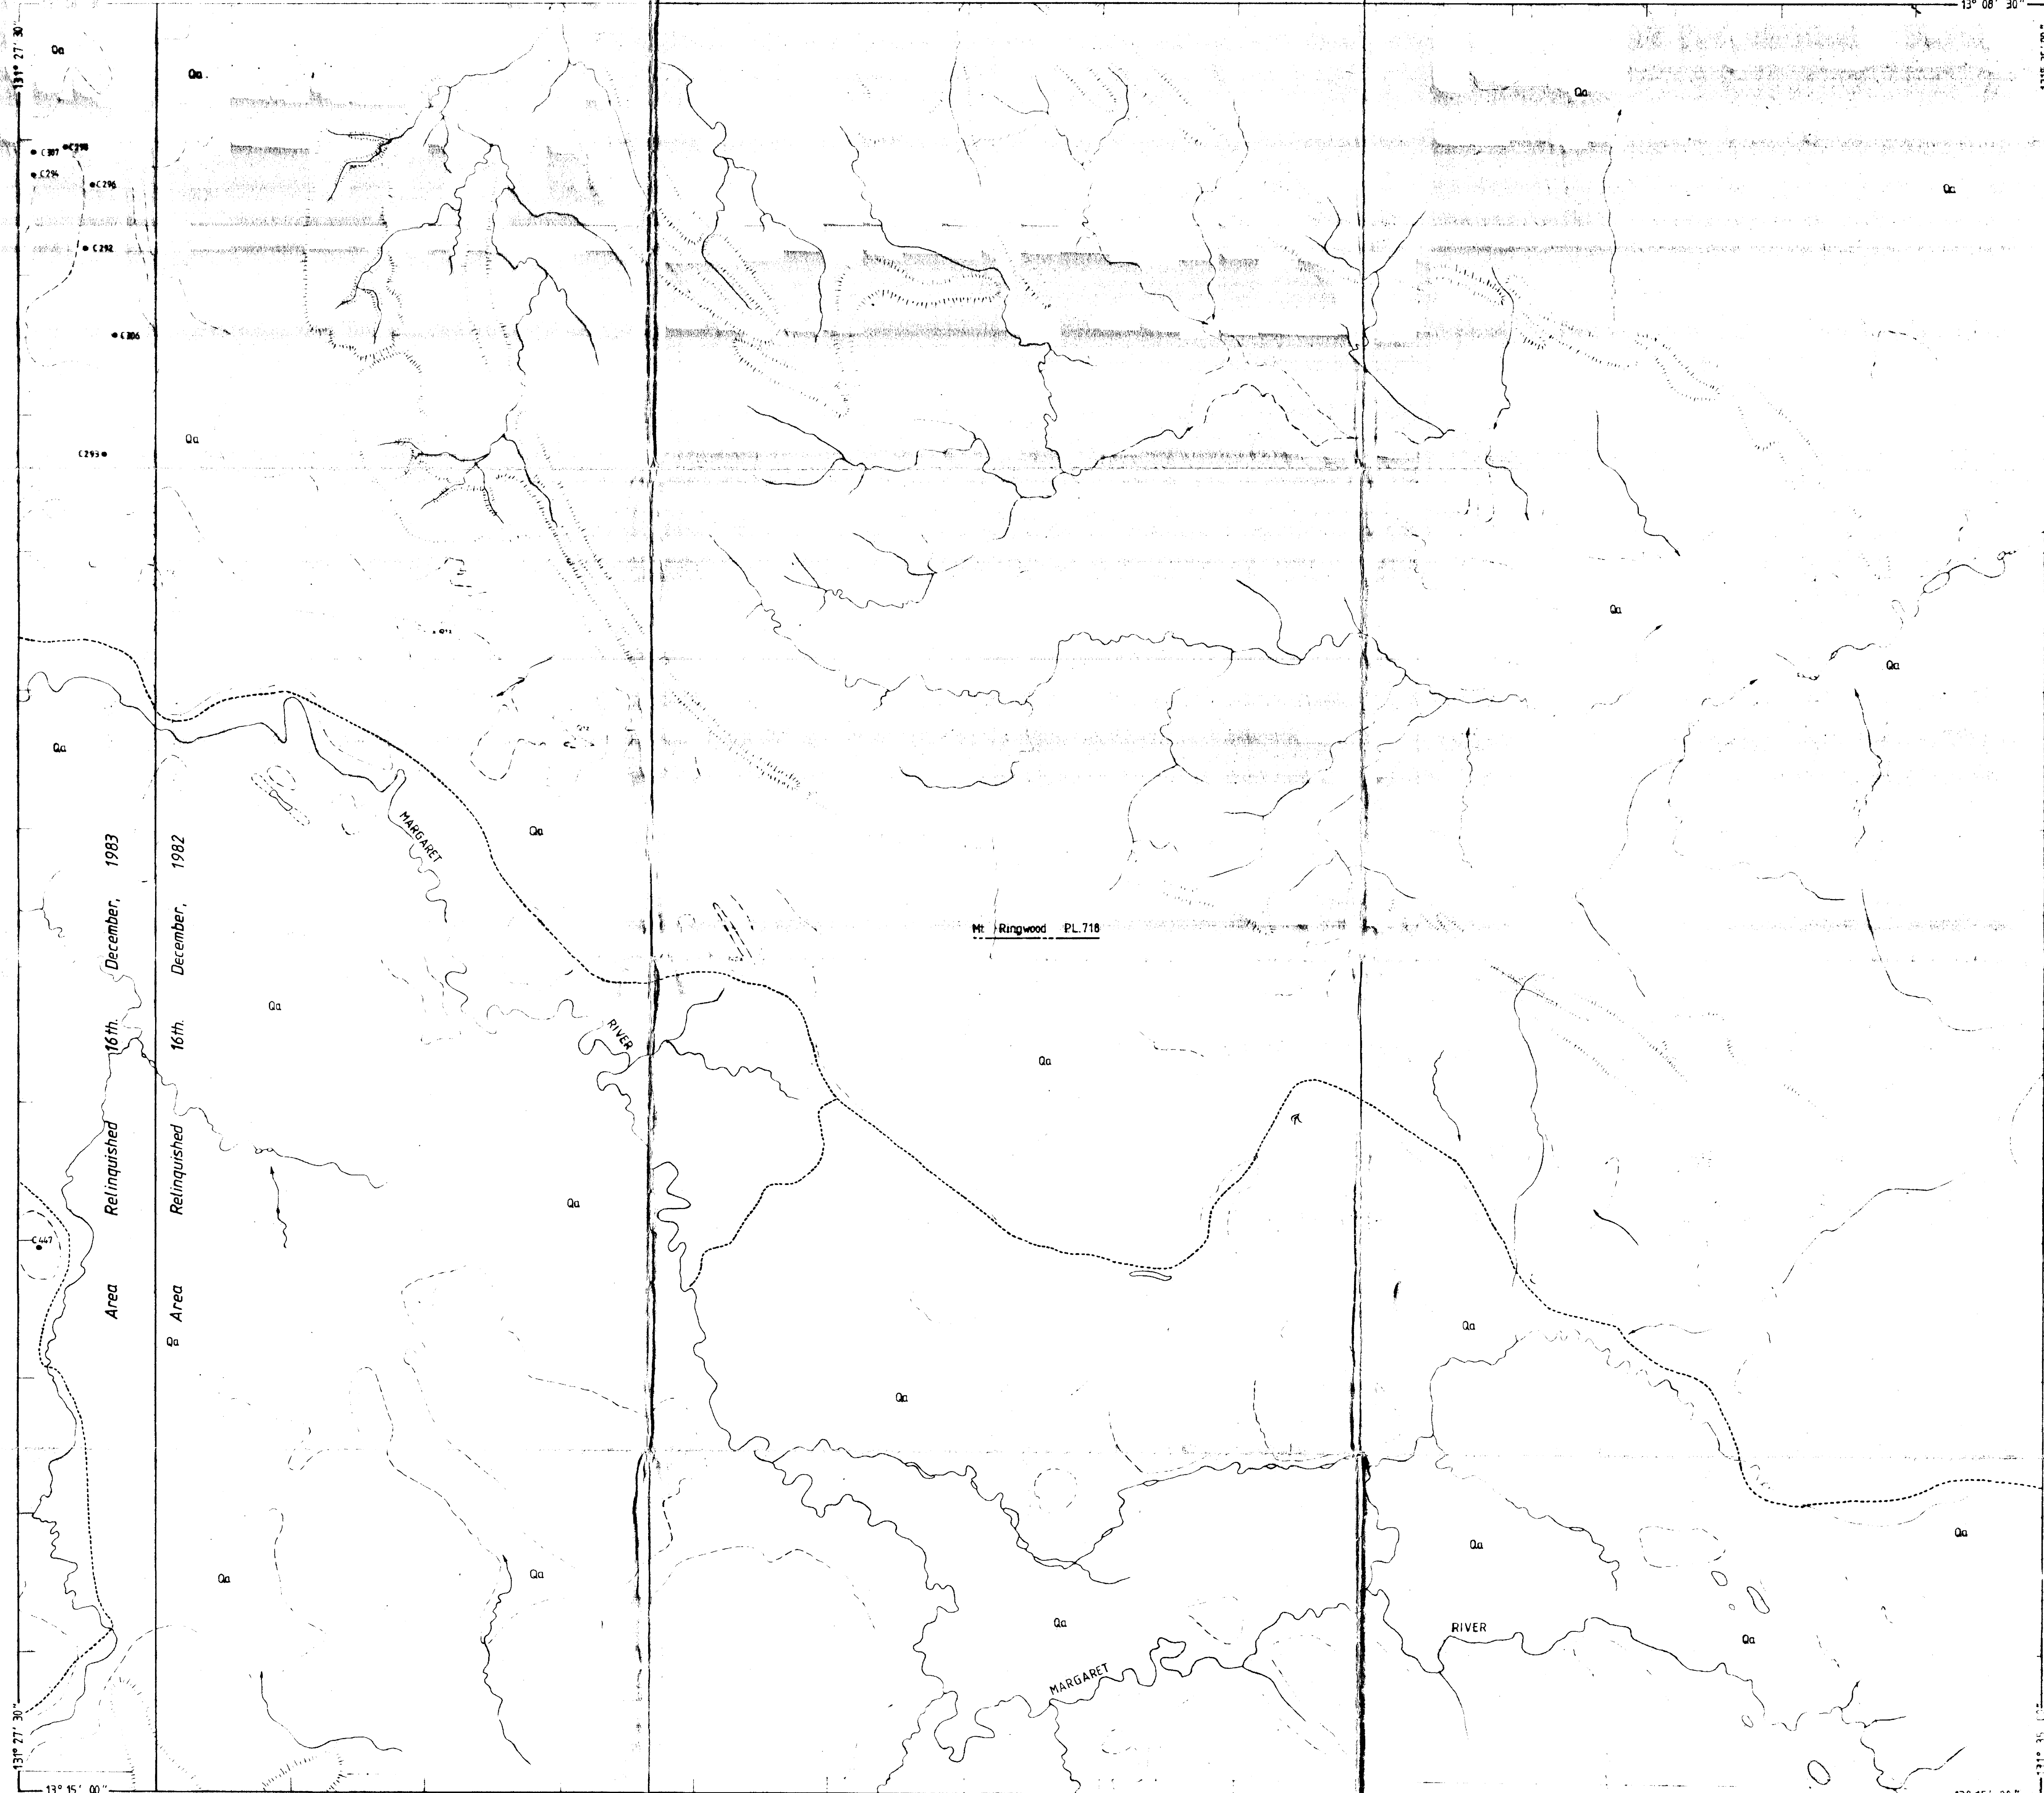 13° 08' 30"
131° 27' 30"
Qa
Qa
Qa
C307
C298
C294
C296
Qa
C292
C306
Qa
C293
Qa
Qa
Qa
MARGARET
Qa
Area Relinquished 16th. December, 1983
Area Relinquished 16th. December, 1982
Mt Ringwood PL.718
Qa
RIVER
Qa
Qa
C447
Qa
Qa
Qa
Qa
Qa
Qa
Qa
Qa
RIVER
Qa
MARGARET
131° 27' 30"
13° 15' 00"